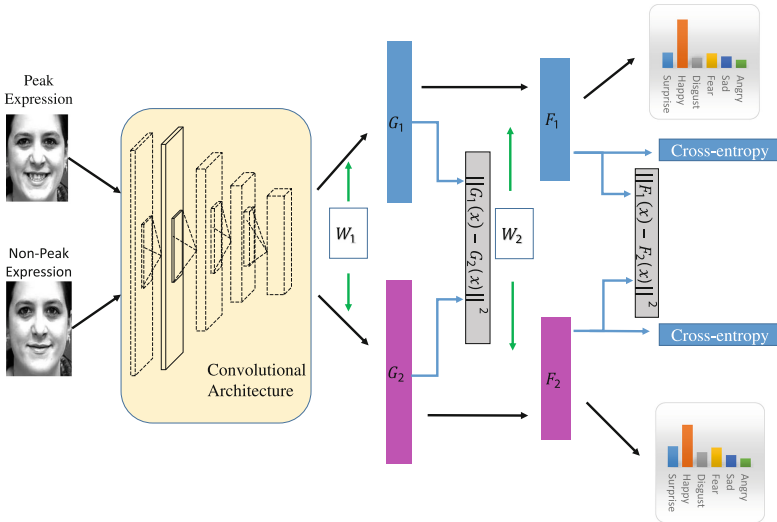 Peak
Expression
Non-Peak
Expression
Convolutional
Architecture
W₁
G₁
G₂
||G₁(x) − G₂(x)||²
W₂
F₁
F₂
Surprise
Happy
Disgust
Fear
Sad
Angry
Cross-entropy
||F₁(x) − F₂(x)||²
Cross-entropy
Surprise
Happy
Disgust
Fear
Sad
Angry